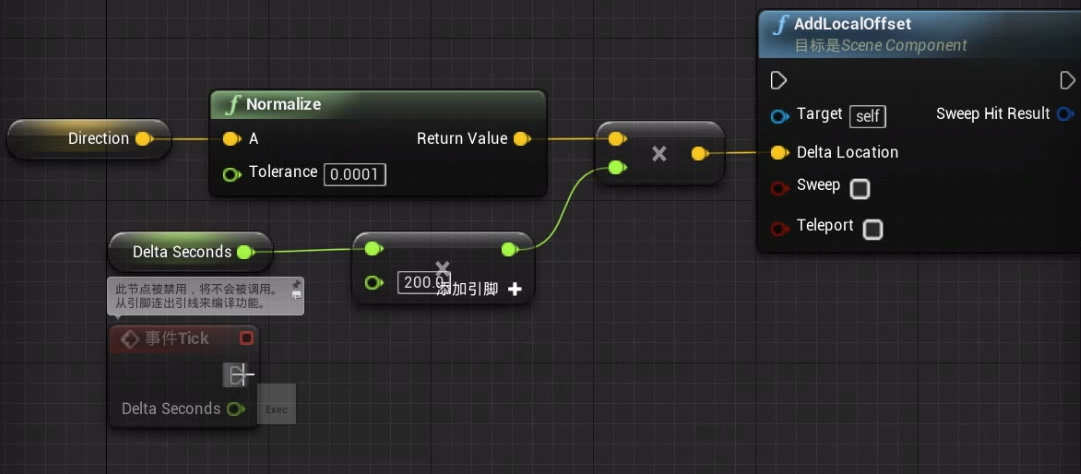 AddLocalOffset
目标是Scene Component
Target self
Sweep Hit Result
Delta Location
Sweep
Teleport
Normalize
Direction
A
Return Value
Tolerance 0.0001
Delta Seconds
200.0
添加引脚
此节点被禁用，将不会被调用。
从引脚连出引线来编译功能。
事件Tick
Delta Seconds
Exec